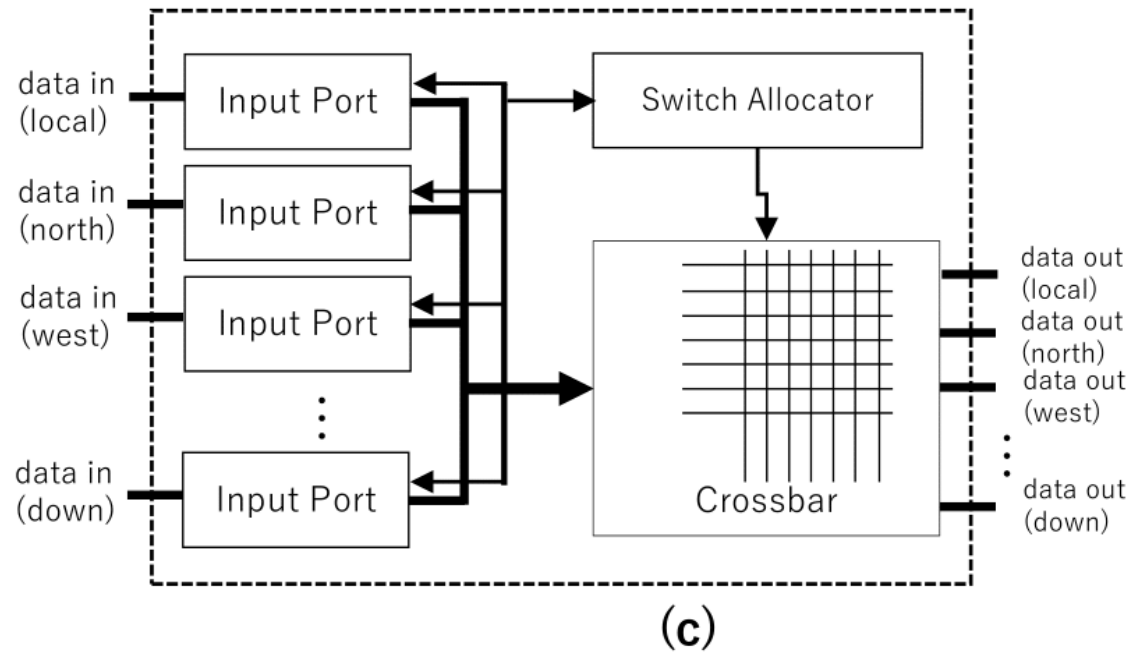 data in
(local)
Input Port
Switch Allocator
data in
(north)
Input Port
data in
(west)
Input Port
data in
(down)
Input Port
Crossbar
data out
(local)
data out
(north)
data out
(west)
data out
(down)
(c)